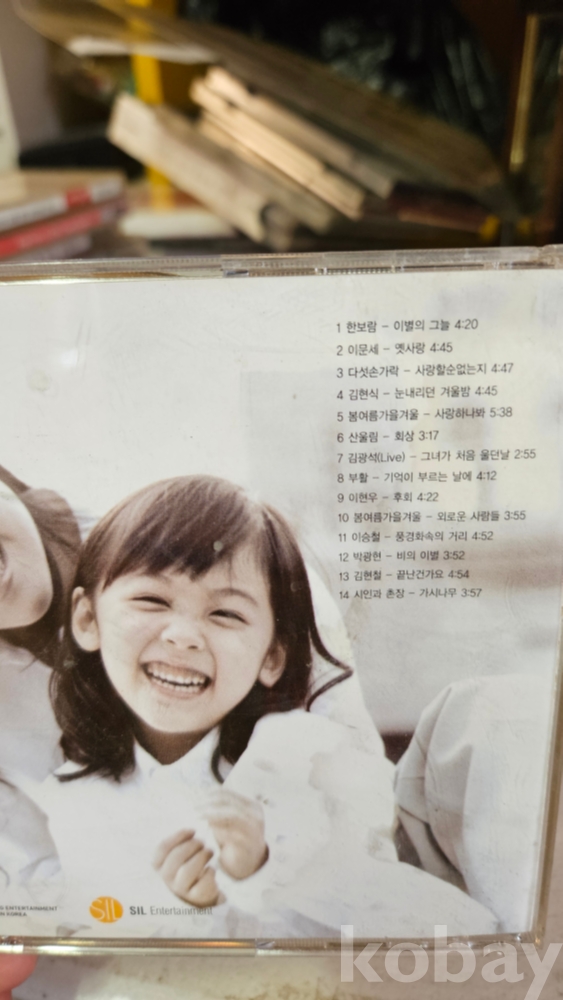 1 한보람 - 이별의 그늘 4:20
2 이문세 - 옛사랑 4:45
3 다섯손가락 - 사랑할순없는지 4:47
4 김현식 - 눈내리던 겨울밤 4:45
5 봄여름가을겨울 - 사랑하나봐 5:38
6 산울림 - 회상 3:17
7 김광석(Live) - 그녀가 처음 울던날 2:55
8 부활 - 기억이 부르는 날에 4:12
9 이현우 - 후회 4:22
10 봄여름가을겨울 - 외로운 사람들 3:55
11 이승철 - 풍경화속의 거리 4:52
12 박광현 - 비의 이별 3:52
13 김현철 - 끝난건가요 4:54
14 시인과 촌장 - 가시나무 3:57
ENTERTAINMENT
KOREA
SIL SIL Entertainment
kobay